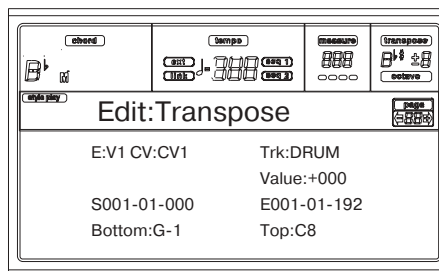 chord
tempo
measure
transpose
ext
seq 1
link
seq 2
octave
style play
Edit:Transpose
page
E:V1 CV:CV1
Trk:DRUM
Value:+000
S001-01-000
E001-01-192
Bottom:G-1
Top:C8